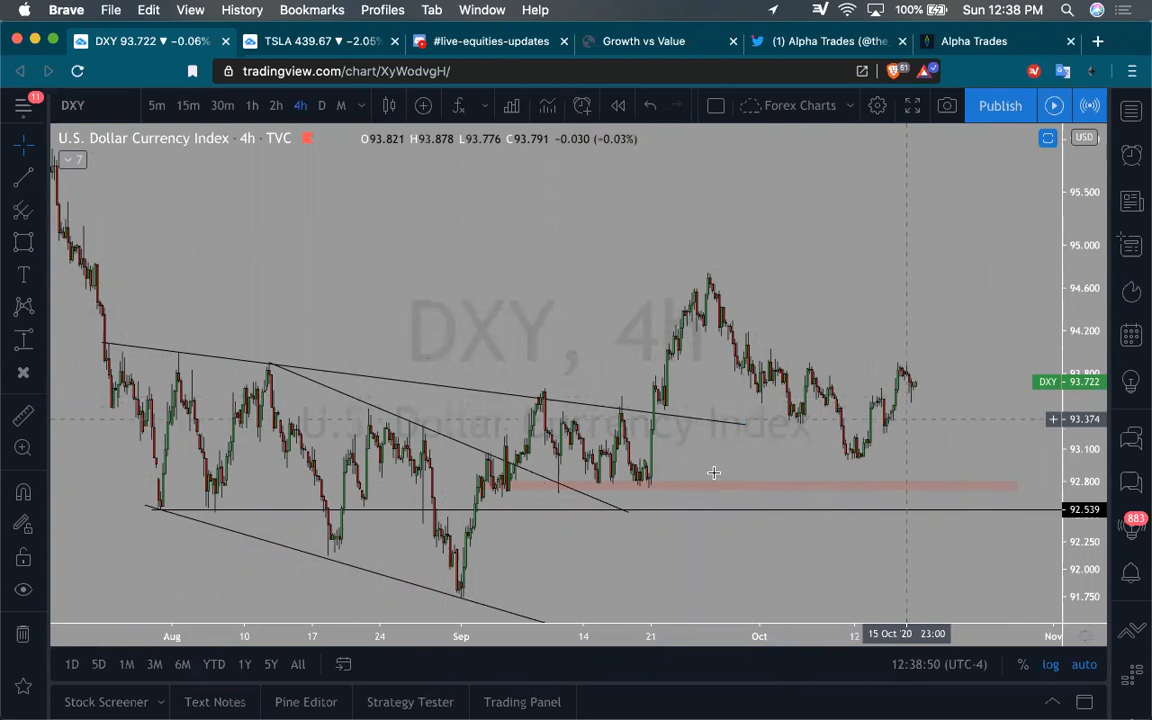 Brave File Edit View History Bookmarks Profiles Tab Window Help 100% Sun 12:38 PM
DXY 93.722 ▼ −0.06% × TSLA 439.67 ▼ −2.05% × #live-equities-updates × Growth vs Value × (1) Alpha Trades (@the_ × Alpha Trades × +
tradingview.com/chart/XyWodvgH/ 51
11
DXY 5m 15m 30m 1h 2h 4h D M Forex Charts Publish
U.S. Dollar Currency Index · 4h · TVC O93.821 H93.878 L93.776 C93.791 −0.030 (−0.03%) USD
7
95.500
95.000
94.600
DXY, 4h
94.200
93.800
DXY 93.722
U.S. Dollar Currency Index
93.374
93.100
92.800
92.539
92.250
92.000
91.750
883
Aug 10 17 24 Sep 14 21 Oct 12 15 Oct '20 23:00 Nov
1D 5D 1M 3M 6M YTD 1Y 5Y All 12:38:50 (UTC-4) % log auto
Stock Screener Text Notes Pine Editor Strategy Tester Trading Panel